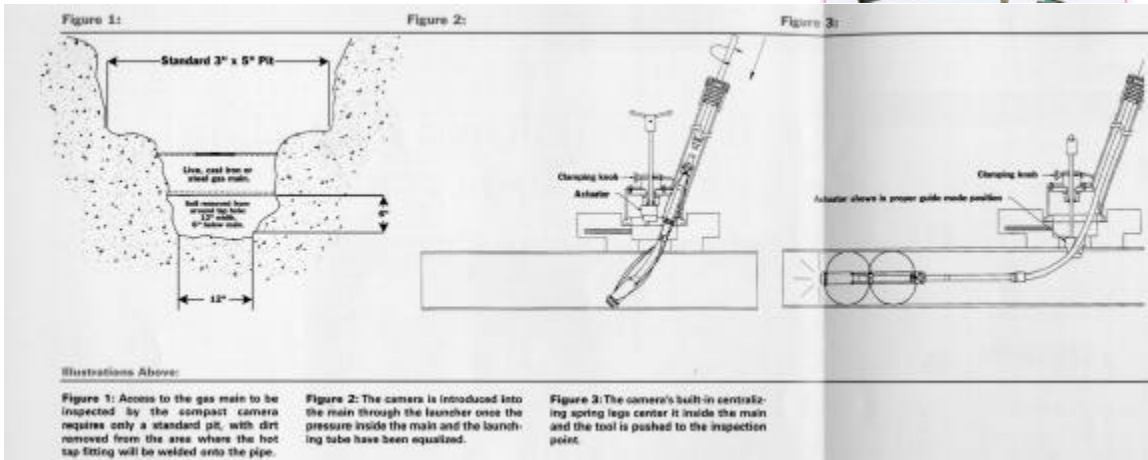 Figure 1:
Figure 2:
Figure 3:
Standard 3" x 5" Pit
Live, cast iron or
steel gas main.
Soil removed from
around tap hole:
12" width,
6" below main.
6"
12"
Clamping knob
Actuator
Clamping knob
Actuator shown in proper guide mode position
Illustrations Above:
Figure 1: Access to the gas main to be
inspected by the compact camera
requires only a standard pit, with dirt
removed from the area where the hot
tap fitting will be welded onto the pipe.
Figure 2: The camera is introduced into
the main through the launcher once the
pressure inside the main and the launch-
ing tube have been equalized.
Figure 3: The camera's built-in centraliz-
ing spring legs center it inside the main
and the tool is pushed to the inspection
point.